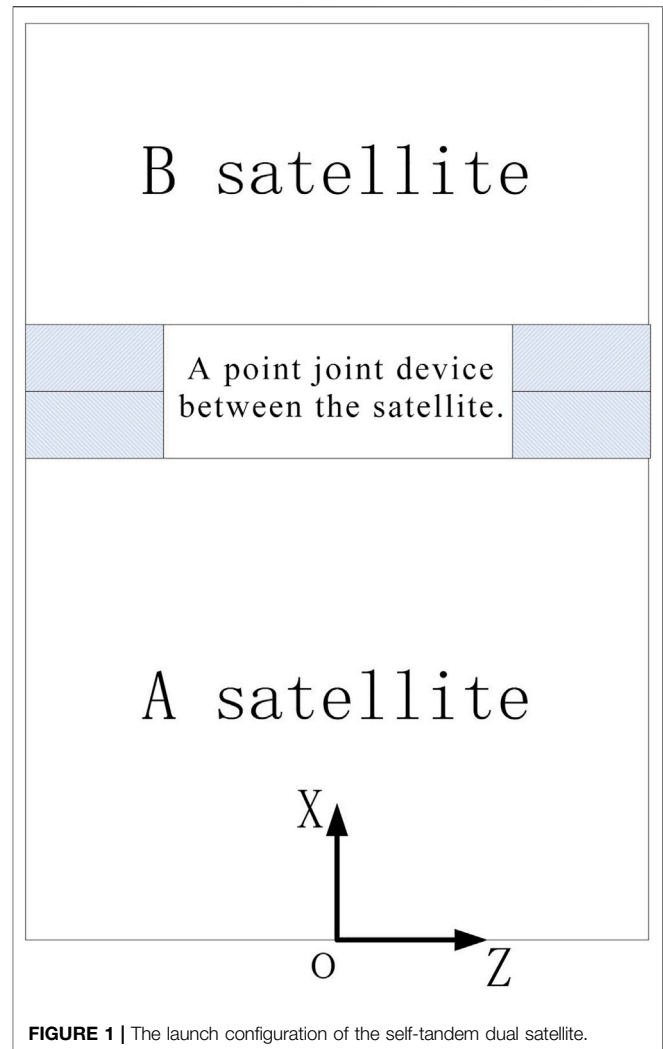 B satellite
A point joint device
between the satellite.
A satellite
X
O
Z
FIGURE 1 | The launch configuration of the self-tandem dual satellite.